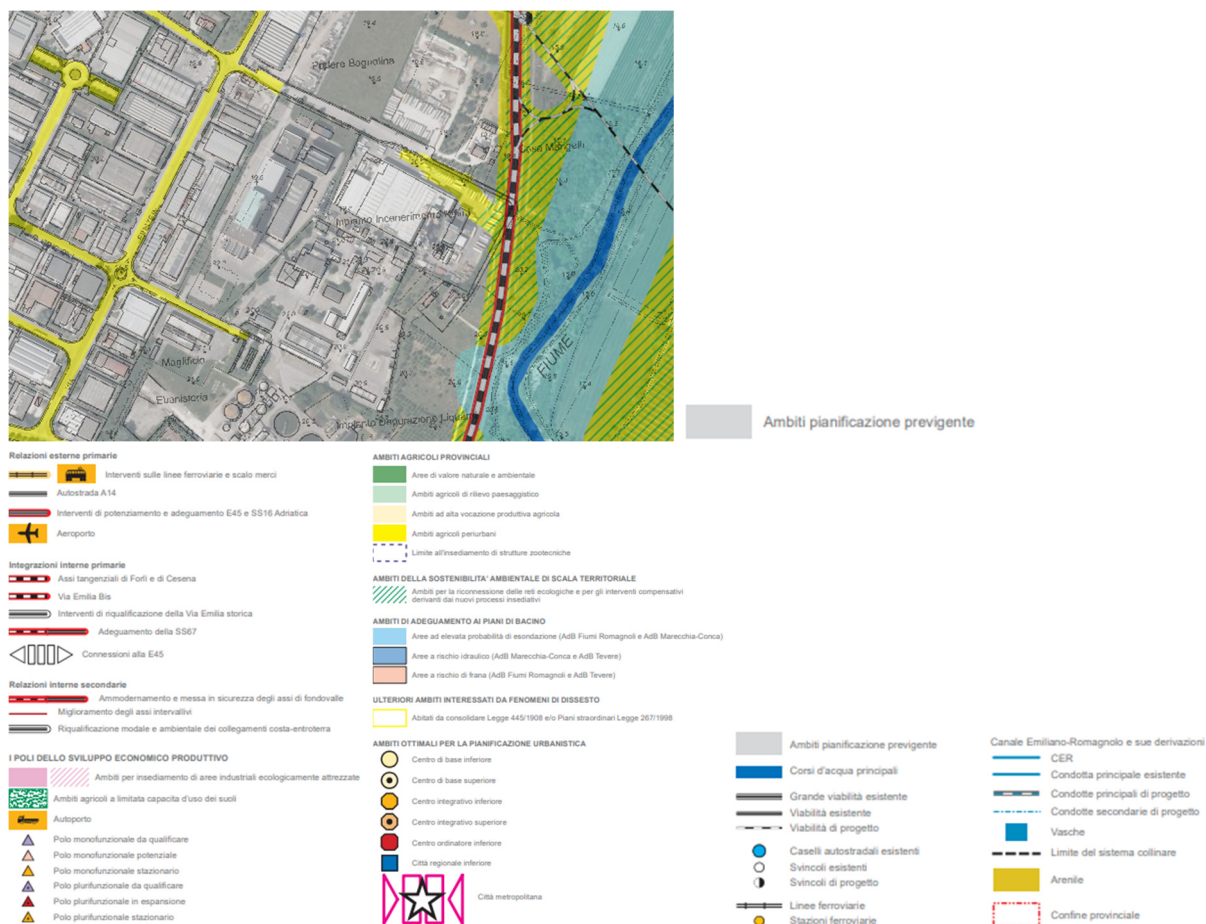 Podere Bagnolina
Casa Mangelli
Impianto Incenerimento
FIUME
Maglificio
Impianto Depurazione
Ambiti pianificazione previgente
Relazioni esterne primarie
Interventi sulle linee ferroviarie e scalo merci
Autostrada A14
Interventi di potenziamento e adeguamento E45 e SS16 Adriatica
Aeroporto
Integrazioni interne primarie
Assi tangenziali di Forlì e di Cesena
Via Emilia Bis
Interventi di riqualificazione della Via Emilia storica
Adeguamento della SS67
Connessioni alla E45
Relazioni interne secondarie
Ammodernamento e messa in sicurezza degli assi di fondovalle
Miglioramento degli assi intervallivi
Riqualificazione modale e ambientale dei collegamenti costa-entroterra
I POLI DELLO SVILUPPO ECONOMICO PRODUTTIVO
Ambiti per insediamento di aree industriali ecologicamente attrezzate
Ambiti agricoli a limitata capacita d'uso dei suoli
Autoporto
Polo monofunzionale da qualificare
Polo monofunzionale potenziale
Polo monofunzionale stazionario
Polo plurifunzionale da qualificare
Polo plurifunzionale in espansione
Polo plurifunzionale stazionario
AMBITI AGRICOLI PROVINCIALI
Aree di valore naturale e ambientale
Ambiti agricoli di rilievo paesaggistico
Ambiti ad alta vocazione produttiva agricola
Ambiti agricoli periurbani
Limite all'insediamento di strutture zootecniche
AMBITI DELLA SOSTENIBILITA' AMBIENTALE DI SCALA TERRITORIALE
Ambiti per la riconnessione delle reti ecologiche e per gli interventi compensativi
derivanti dai nuovi processi insediativi
AMBITI DI ADEGUAMENTO AI PIANI DI BACINO
Aree ad elevata probabilità di esondazione (AdB Fiumi Romagnoli e AdB Marecchia-Conca)
Aree a rischio idraulico (AdB Marecchia-Conca e AdB Tevere)
Aree a rischio di frana (AdB Fiumi Romagnoli e AdB Tevere)
ULTERIORI AMBITI INTERESSATI DA FENOMENI DI DISSESTO
Abitati da consolidare Legge 445/1908 e/o Piani straordinari Legge 267/1998
AMBITI OTTIMALI PER LA PIANIFICAZIONE URBANISTICA
Centro di base inferiore
Centro di base superiore
Centro integrativo inferiore
Centro integrativo superiore
Centro ordinatore inferiore
Città regionale inferiore
Città metropolitana
Ambiti pianificazione previgente
Corsi d'acqua principali
Grande viabilità esistente
Viabilità esistente
Viabilità di progetto
Caselli autostradali esistenti
Svincoli esistenti
Svincoli di progetto
Linee ferroviarie
Stazioni ferroviarie
Canale Emiliano-Romagnolo e sue derivazioni
CER
Condotta principale esistente
Condotte principali di progetto
Condotte secondarie di progetto
Vasche
Limite del sistema collinare
Arenile
Confine provinciale